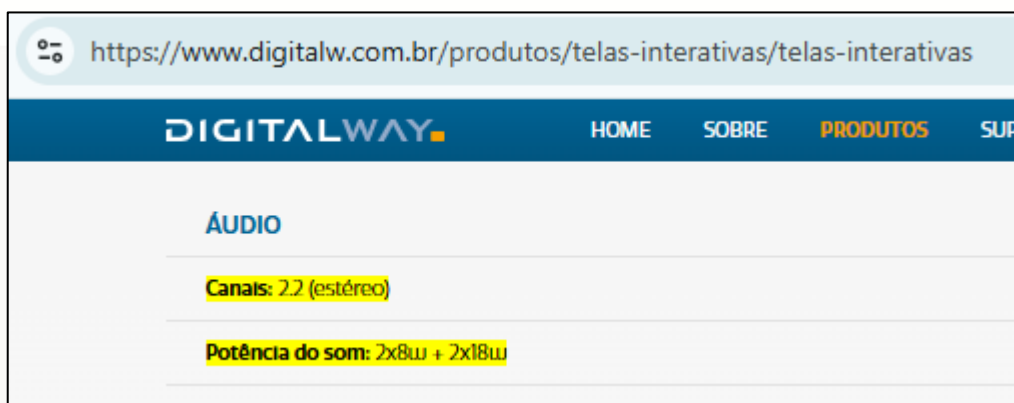 https://www.digitalw.com.br/produtos/telas-interativas/telas-interativas
DIGITALWAY HOME SOBRE PRODUTOS
ÁUDIO
Canais: 2.2 (estéreo)
Potência do som: 2x8w + 2x18w